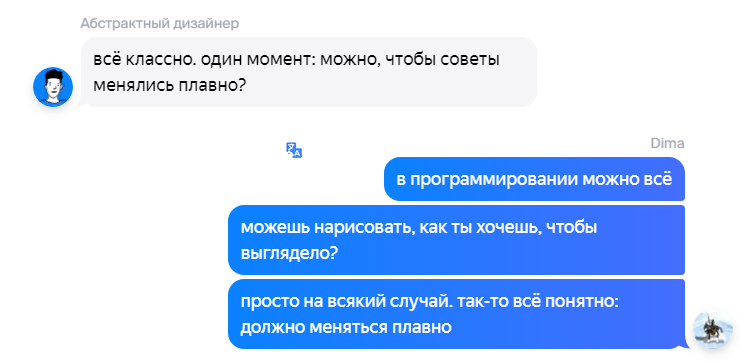 Абстрактный дизайнер
всё классно. один момент: можно, чтобы советы
менялись плавно?
Dima
в программировании можно всё
можешь нарисовать, как ты хочешь, чтобы
выглядело?
просто на всякий случай. так-то всё понятно:
должно меняться плавно